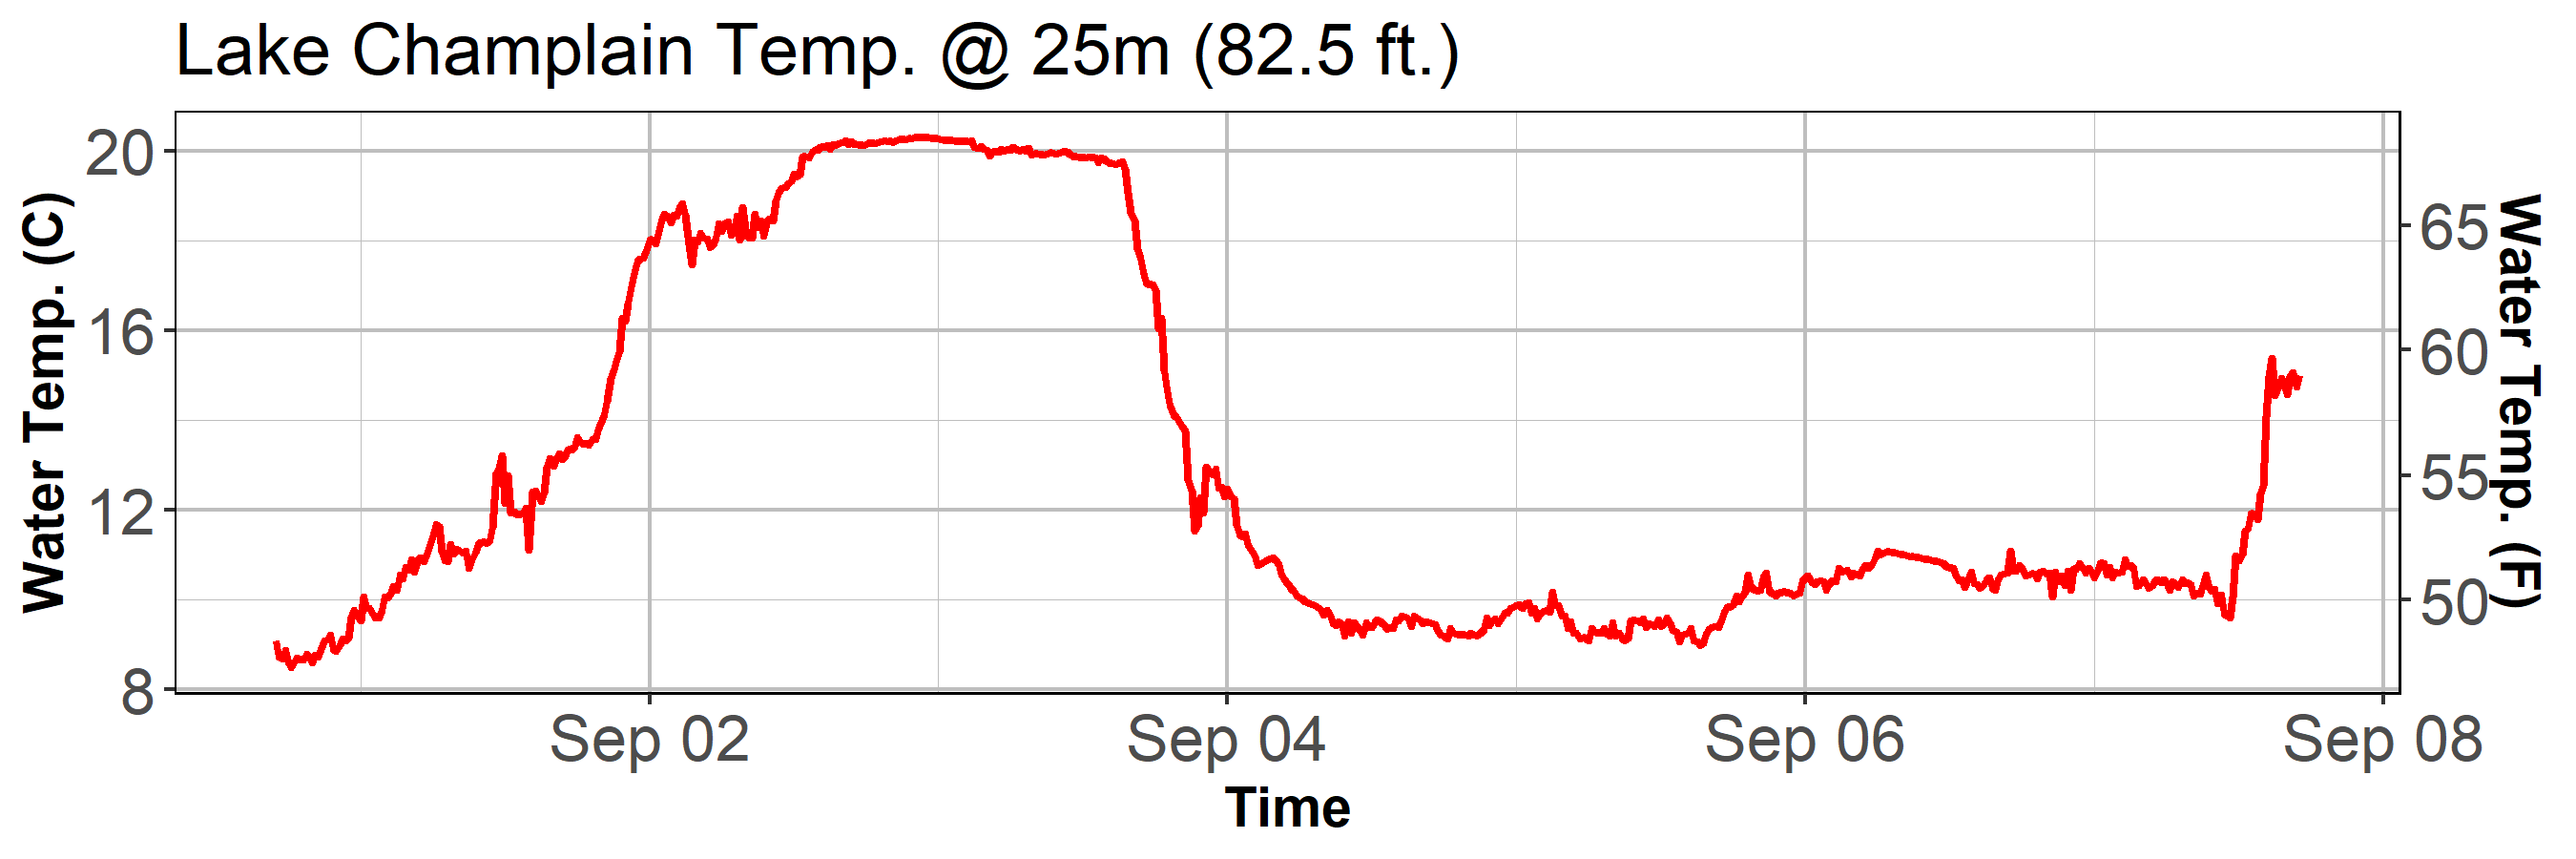 Lake Champlain Temp. @ 25m (82.5 ft.)
Water Temp. (C)
20
16
12
8
65
60
55
50
Water Temp. (F)
Sep 02 Sep 04 Sep 06 Sep 08
Time